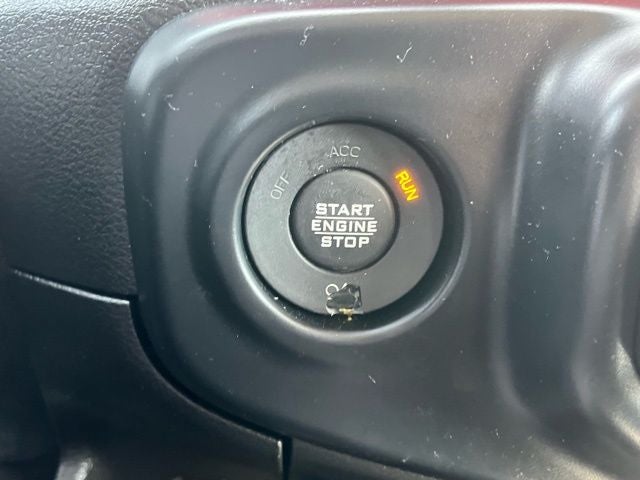 ACC
OFF
RUN
START
ENGINE
STOP